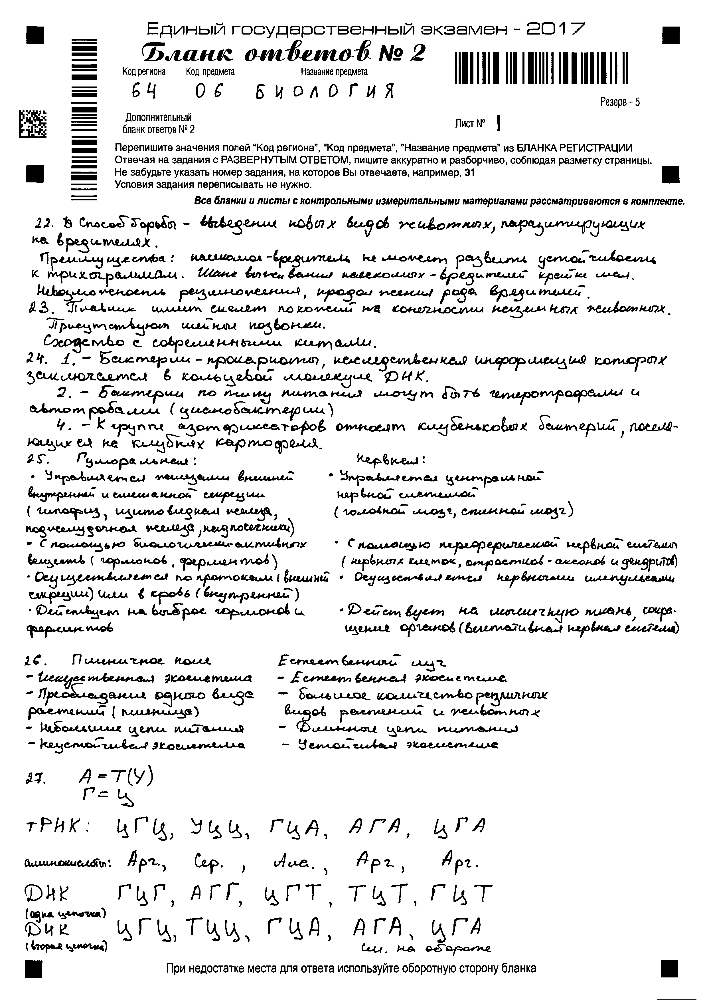 Единый государственный экзамен - 2017
Бланк ответов № 2
Код региона Код предмета Название предмета
64 06 БИОЛОГИЯ
Резерв - 5
Дополнительный
бланк ответов № 2
Лист № 1
Перепишите значения полей “Код региона”, “Код предмета”, ”Название предмета” из БЛАНКА РЕГИСТРАЦИИ
Отвечая на задания с РАЗВЕРНУТЫМ ОТВЕТОМ, пишите аккуратно и разборчиво, соблюдая разметку страницы.
Не забудьте указать номер задания, на которое Вы отвечаете, например, 31
Условия задания переписывать не нужно.
Все бланки и листы с контрольными измерительными материалами рассматриваются в комплекте.
22. Способ борьбы - выведение новых видов животных, паразитирующих
на вредителях.
Преимущества: насекомое-вредитель не может развить устойчивость
к трихограммам. Шанс выживания насекомых-вредителей крайне мал.
Невозможность размножения, продолжения рода вредителей.
23. Плавник имеет скелет похожий на конечности наземных животных.
Присутствуют шейные позвонки.
Сходство с современными китами.
24. 1. - Бактерии - прокариоты, наследственная информация которых
заключается в кольцевой молекуле ДНК.
2. - Бактерии по типу питания могут быть гетеротрофами и
автотробами (цианобактерии)
4. - К группе азотфиксаторов относят клубеньковых бактерий, поселя-
ющихся на клубнях картофеля.
25. Гуморальная: Нервная:
• Управляется железами внешней • Управляется центральной
внутренней и смешанной секреции нервной системой
(гипофиз, щитовидная железа, (головной мозг, спинной мозг)
поджелудочная железа, надпочечники)
• С помощью биологически-активных • С помощью переферической нервной системы
веществ (гормонов, ферментов) (нервных клеток, отростков - аксонов и дендритов)
• Осуществляется по протокам (внешней • Осуществляется нервными импульсами
секреции) или в кровь (внутренней)
• Действует на выброс гормонов и • Действует на мышечную ткань, сокра-
ферментов щение органов (вегетативная нервная система)
26. Пшеничное поле Естественный луг
- Искусственная экосистема - Естественная экосистема
- Преобладание одного вида - большое количество различных
растений (пшеница) видов растений и животных
- Небольшие цепи питания - Длинные цепи питания
- Неустойчивая экосистема - Устойчивая экосистема
27. А = Т(У)
Г = Ц
тРНК: ЦГЦ, УЦЦ, ГЦА, АГА, ЦГА
аминокислоты: Арг., Сер. , Ала. , Арг, Арг.
ДНК ГЦГ, АГГ, ЦГТ, ТЦТ, ГЦТ
(одна цепочка)
ДНК ЦГЦ, ТЦЦ, ГЦА, АГА, ЦГА
(вторая цепочка) см. на обороте
При недостатке места для ответа используйте оборотную сторону бланка